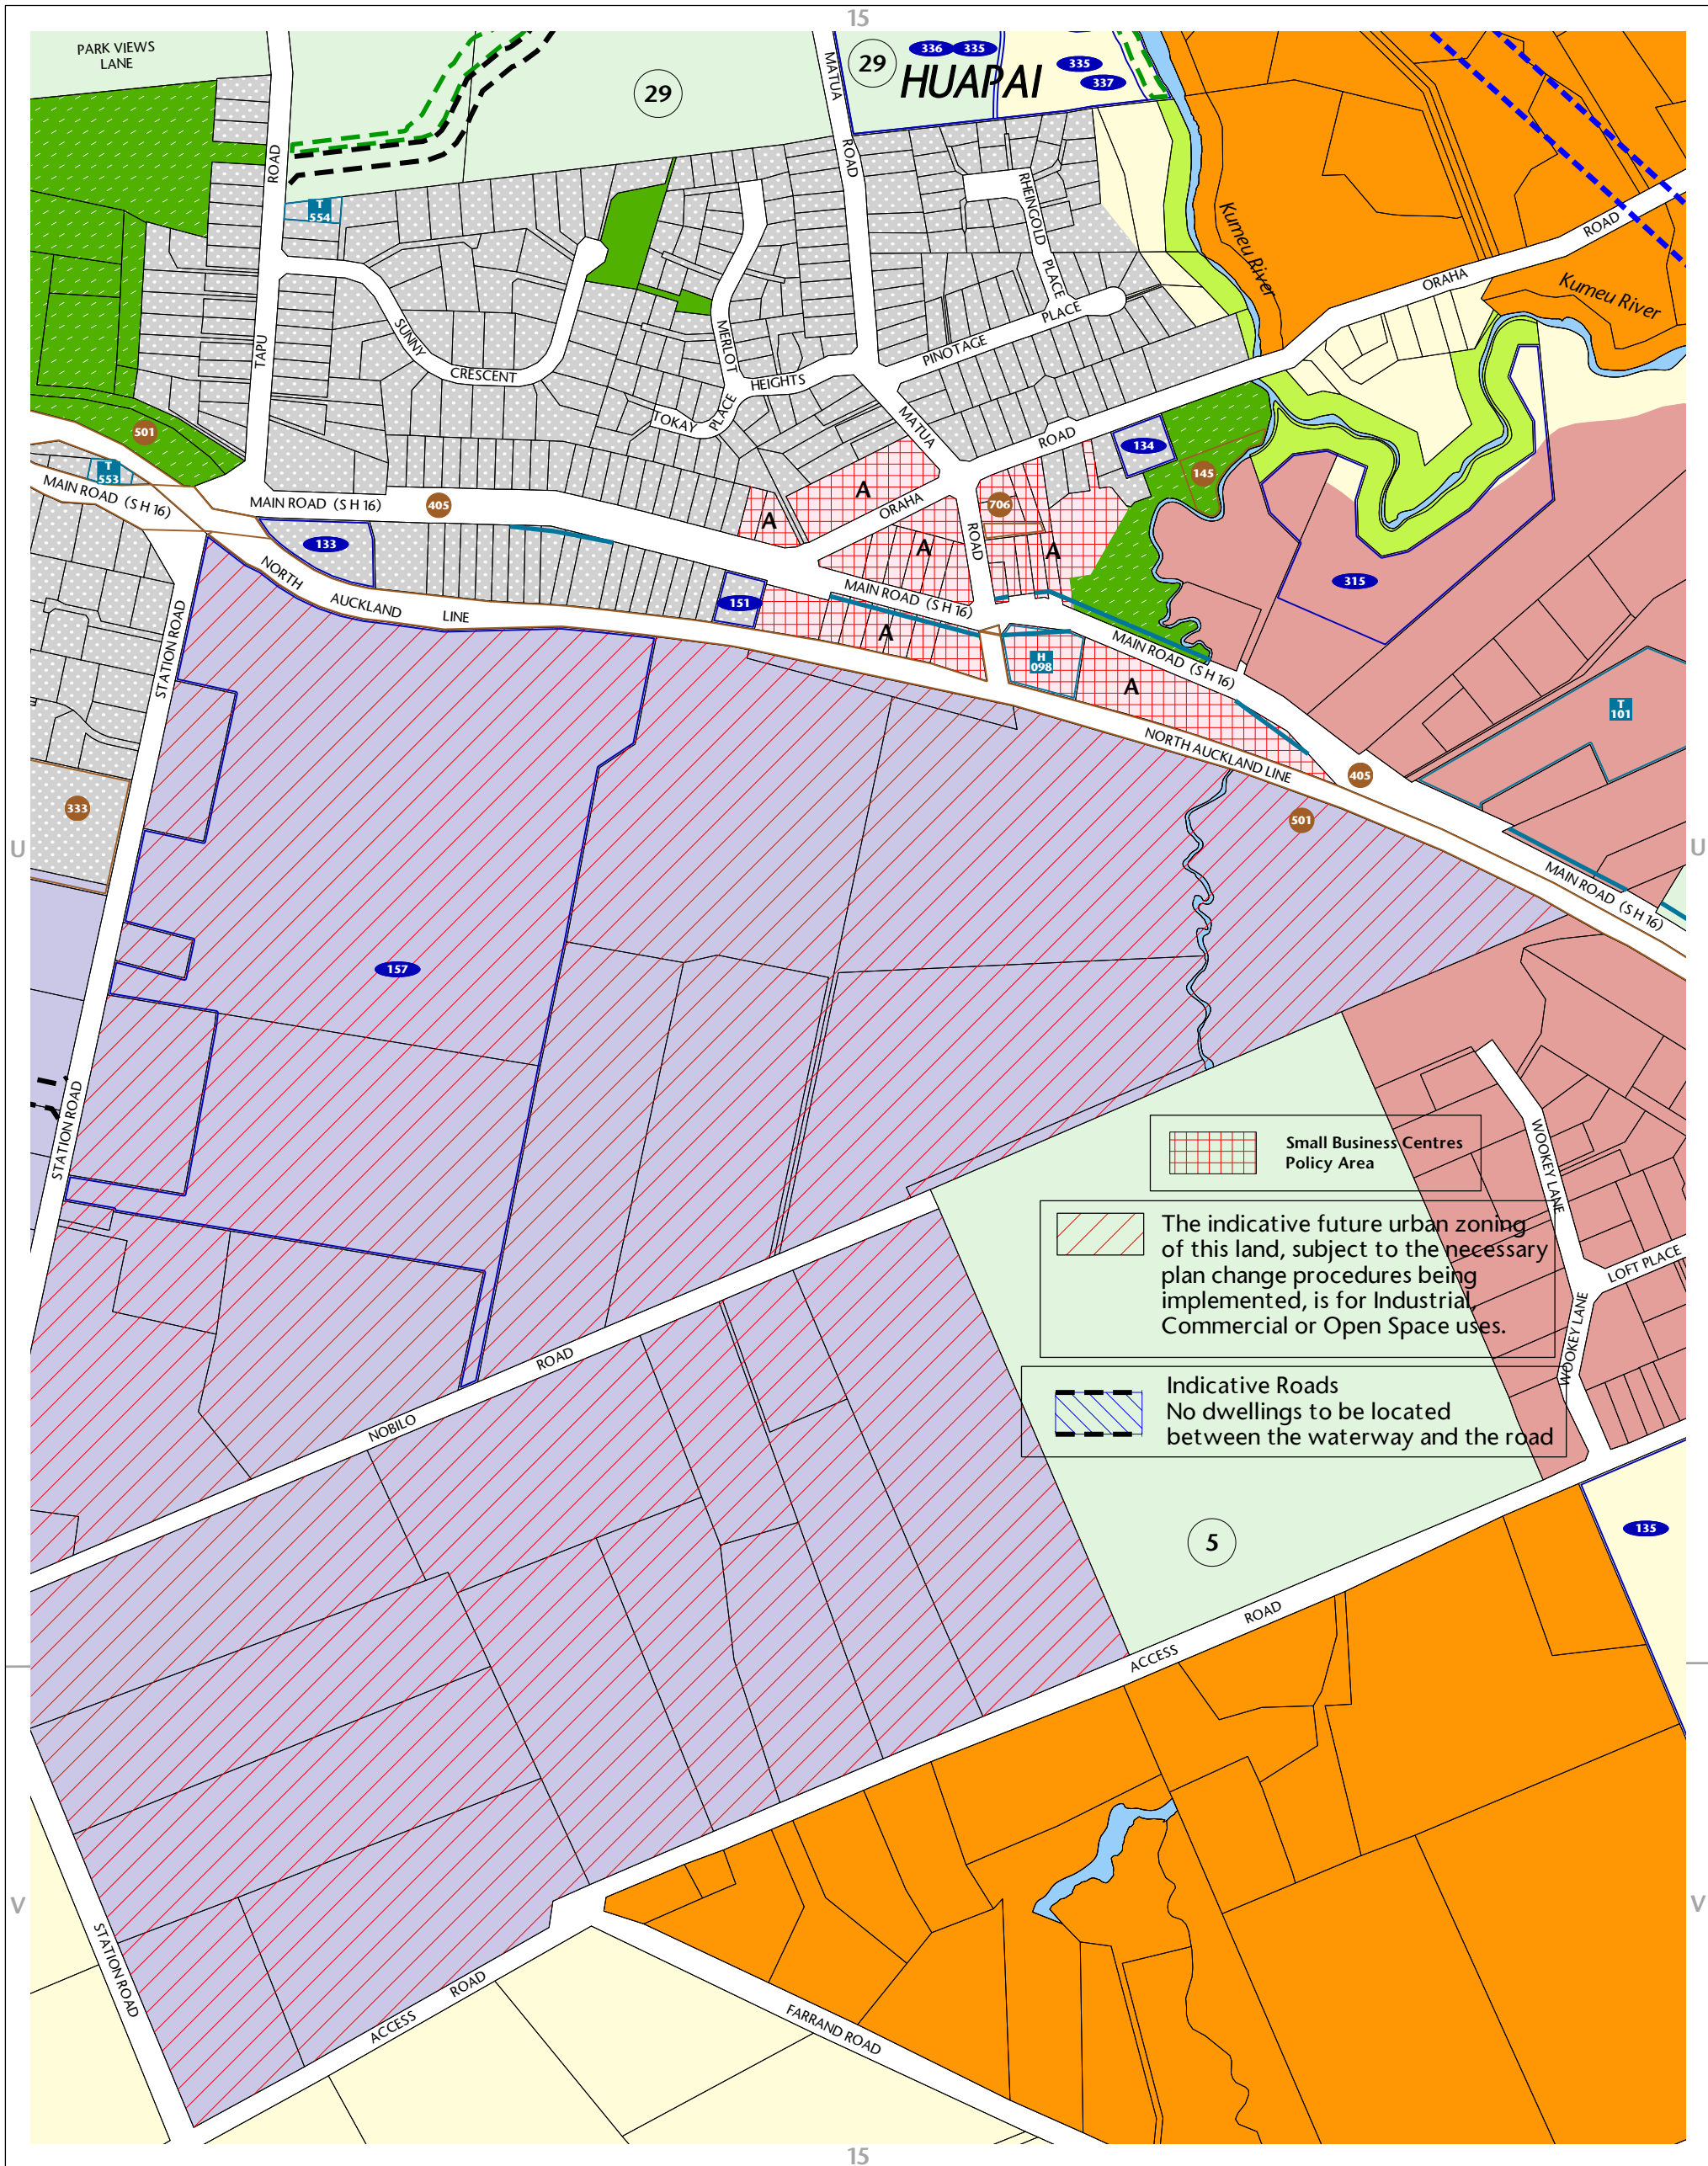 15
PARK VIEWS
LANE
29
29
336
335
335
337
HUAPAI
MATUA
ROAD
ROAD
TAPU
T
554
RHEINGOLD
PLACE
Kumeu River
ROAD
ORAHA
Kumeu River
SUNNY
CRESCENT
MERLOT
PLACE
HEIGHTS
TOKAY
PINOTAGE
PLACE
MATUA
ROAD
ORAHA
ROAD
134
145
501
T
553
MAIN ROAD (S H 16)
MAIN ROAD (S H 16)
405
A
A
A
A
706
133
NORTH
AUCKLAND
LINE
151
MAIN ROAD (S H 16)
A
H
098
MAIN ROAD (S H 16)
A
315
T
101
STATION ROAD
NORTH AUCKLAND LINE
405
501
333
U
U
MAIN ROAD (S H 16)
157
STATION ROAD
Small Business Centres
Policy Area
The indicative future urban zoning
of this land, subject to the necessary
plan change procedures being
implemented, is for Industrial,
Commercial or Open Space uses.
Indicative Roads
No dwellings to be located
between the waterway and the road
WOOKEY LANE
LOFT PLACE
WOOKEY LANE
ROAD
NOBILO
5
135
ROAD
ACCESS
V
V
STATION ROAD
ROAD
ACCESS
FARRAND ROAD
15